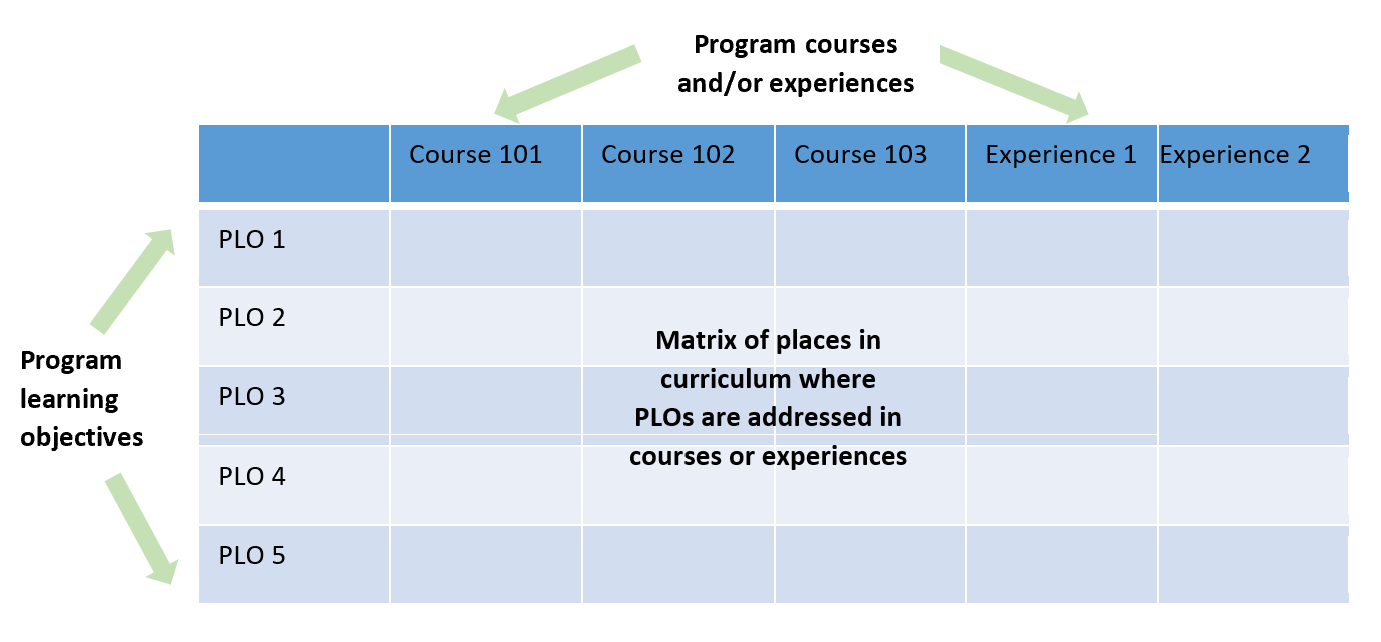 Program courses
and/or experiences
Course 101 Course 102 Course 103 Experience 1 Experience 2
PLO 1
PLO 2
PLO 3
PLO 4
PLO 5
Program
learning
objectives
Matrix of places in
curriculum where
PLOs are addressed in
courses or experiences